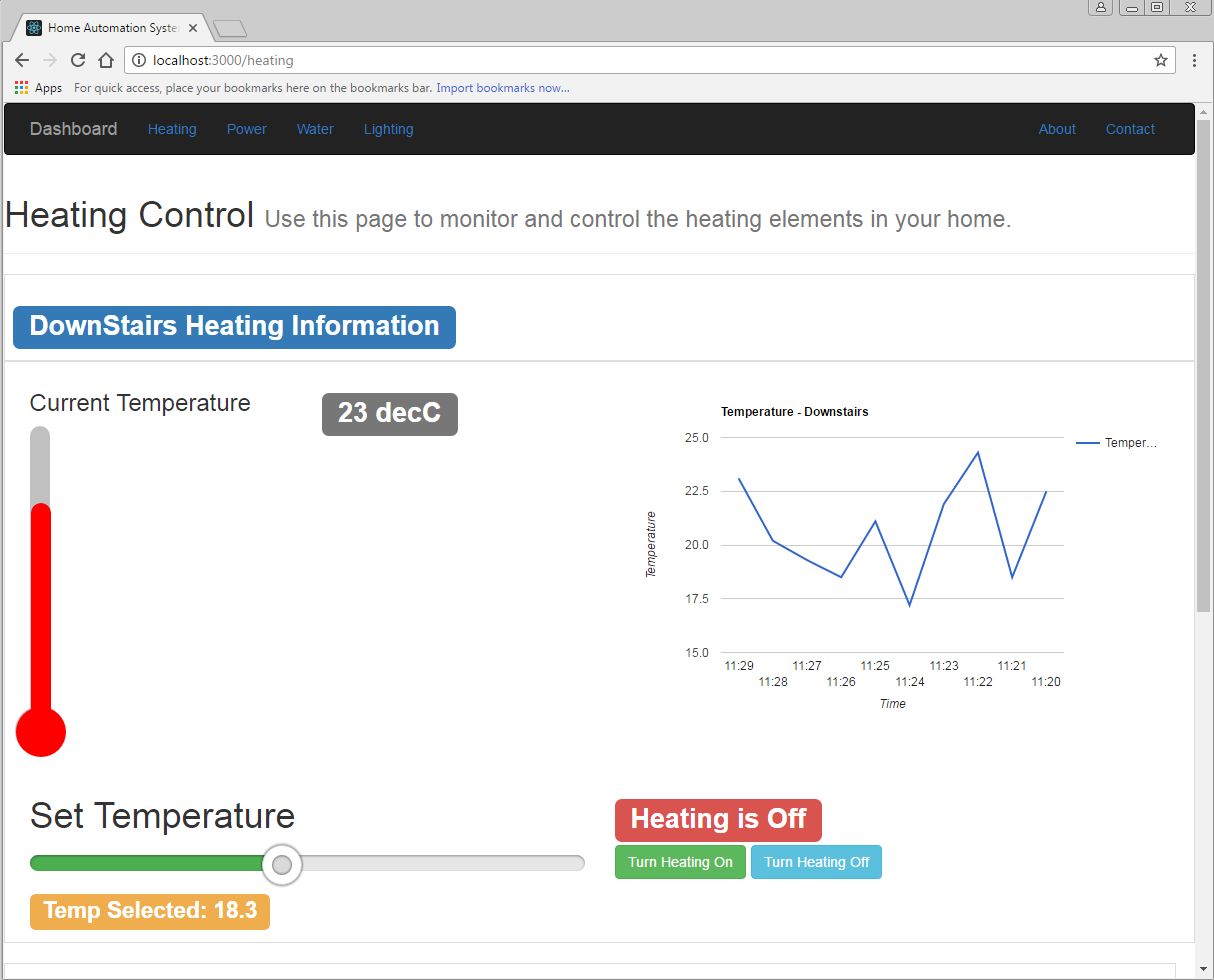 Home Automation Syste
localhost:3000/heating
Apps For quick access, place your bookmarks here on the bookmarks bar. Import bookmarks now...
Dashboard Heating Power Water Lighting About Contact
Heating Control Use this page to monitor and control the heating elements in your home.
DownStairs Heating Information
Current Temperature
23 decC
Temperature - Downstairs
25.0
22.5
20.0
17.5
15.0
Temperature
Temper...
11:29 11:27 11:25 11:23 11:21
11:28 11:26 11:24 11:22 11:20
Time
Set Temperature
Temp Selected: 18.3
Heating is Off
Turn Heating On Turn Heating Off